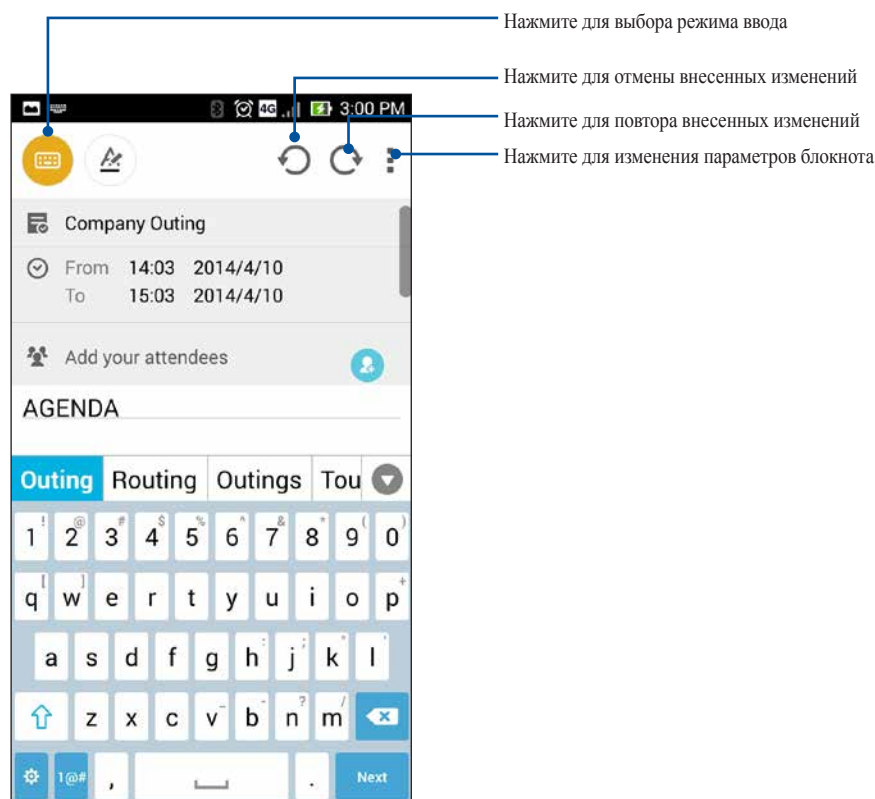 Нажмите для выбора режима ввода
Нажмите для отмены внесенных изменений
Нажмите для повтора внесенных изменений
Нажмите для изменения параметров блокнота
4G 3:00 PM
Company Outing
From 14:03 2014/4/10
To 15:03 2014/4/10
Add your attendees
AGENDA
Outing Routing Outings Tou
! @ # $ % ^ & * ( )
1 2 3 4 5 6 7 8 9 0
[ ] +
q w e r t y u i o p
: ; " '
a s d f g h j k l
_ - ? /
z x c v b n m
1@# , . Next